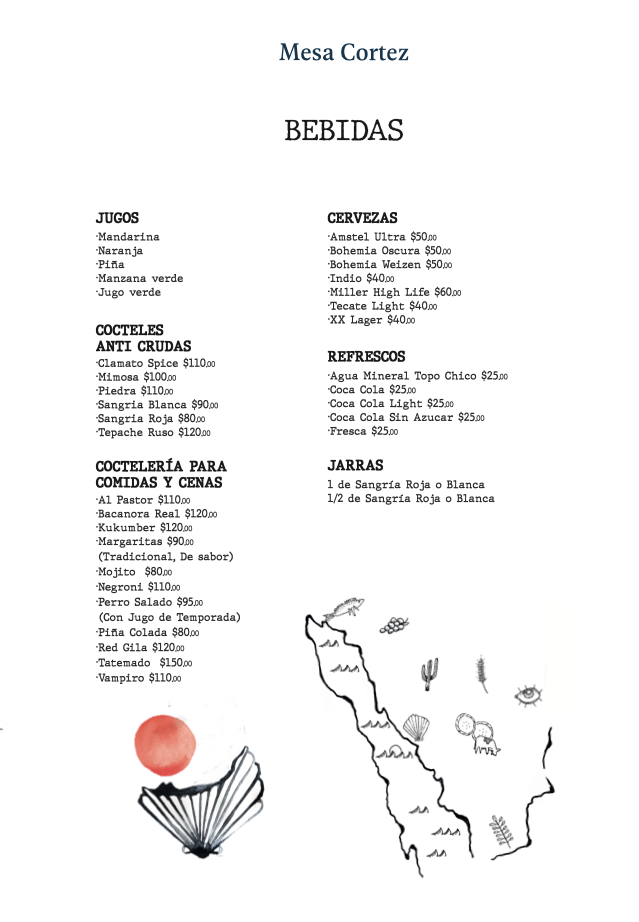 Mesa Cortez
BEBIDAS
JUGOS
·Mandarina
·Naranja
·Piña
·Manzana verde
·Jugo verde
COCTELES
ANTI CRUDAS
·Clamato Spice $110,00
·Mimosa $100,00
·Piedra $110,00
·Sangria Blanca $90,00
·Sangria Roja $80,00
·Tepache Ruso $120,00
COCTELERÍA PARA
COMIDAS Y CENAS
·Al Pastor $110,00
·Bacanora Real $120,00
·Kukumber $120,00
·Margaritas $90,00
(Tradicional, De sabor)
·Mojito $80,00
·Negroni $110,00
·Perro Salado $95,00
(Con Jugo de Temporada)
·Piña Colada $80,00
·Red Gila $120,00
·Tatemado $150,00
·Vampiro $110,00
CERVEZAS
·Amstel Ultra $50,00
·Bohemia Oscura $50,00
·Bohemia Weizen $50,00
·Indio $40,00
·Miller High Life $60,00
·Tecate Light $40,00
·XX Lager $40,00
REFRESCOS
·Agua Mineral Topo Chico $25,00
·Coca Cola $25,00
·Coca Cola Light $25,00
·Coca Cola Sin Azucar $25,00
·Fresca $25,00
JARRAS
1 de Sangría Roja o Blanca
1/2 de Sangría Roja o Blanca